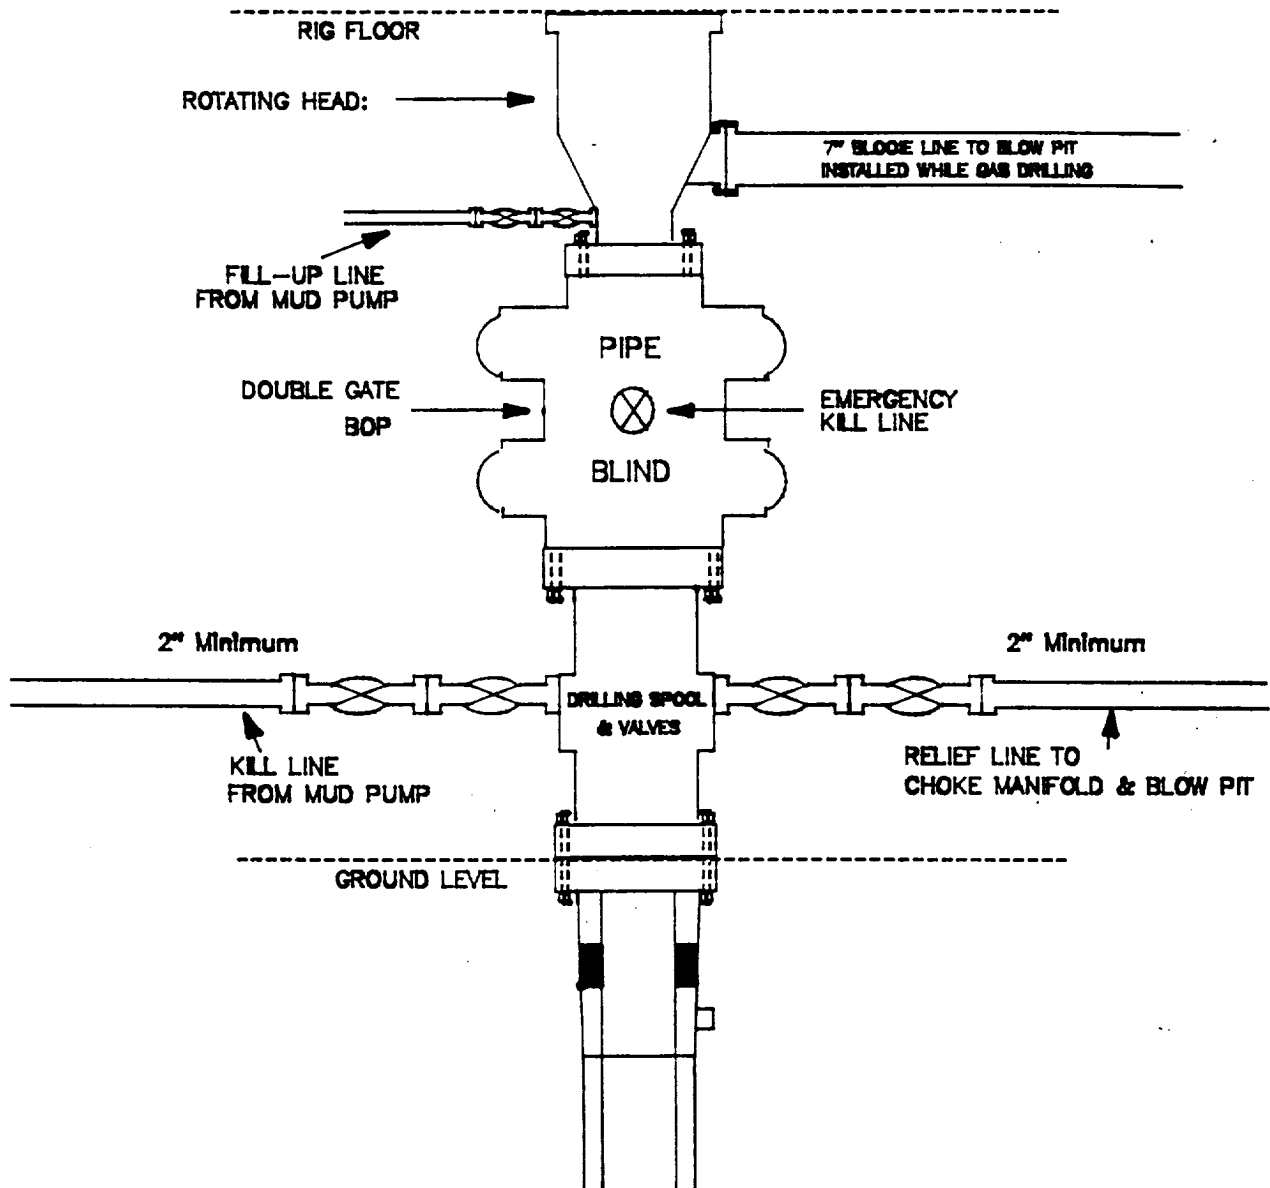 RIG FLOOR
ROTATING HEAD:
7" BLOOIE LINE TO BLOW PIT
INSTALLED WHILE GAS DRILLING
FILL-UP LINE
FROM MUD PUMP
PIPE
DOUBLE GATE
BOP
EMERGENCY
KILL LINE
BLIND
2" Minimum
2" Minimum
DRILLING SPOOL
& VALVES
KILL LINE
FROM MUD PUMP
RELIEF LINE TO
CHOKE MANIFOLD & BLOW PIT
GROUND LEVEL